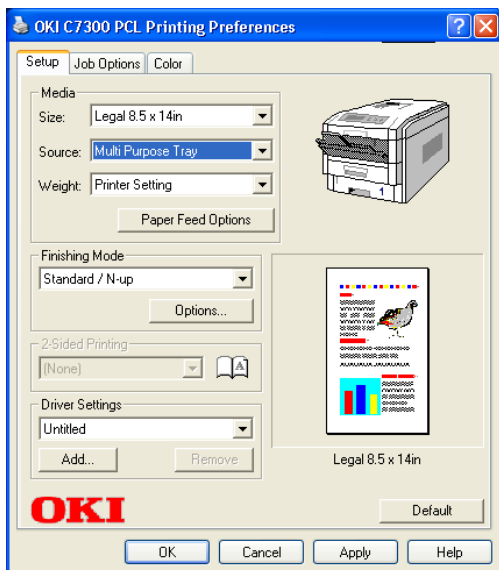 OKI C7300 PCL Printing Preferences
Setup Job Options Color
Media
Size: Legal 8.5 x 14in
Source: Multi Purpose Tray
Weight: Printer Setting
Paper Feed Options
1
Finishing Mode
Standard / N-up
Options...
2-Sided Printing
(None)
A
Driver Settings
Untitled
Add... Remove
Legal 8.5 x 14in
OKI
Default
OK Cancel Apply Help